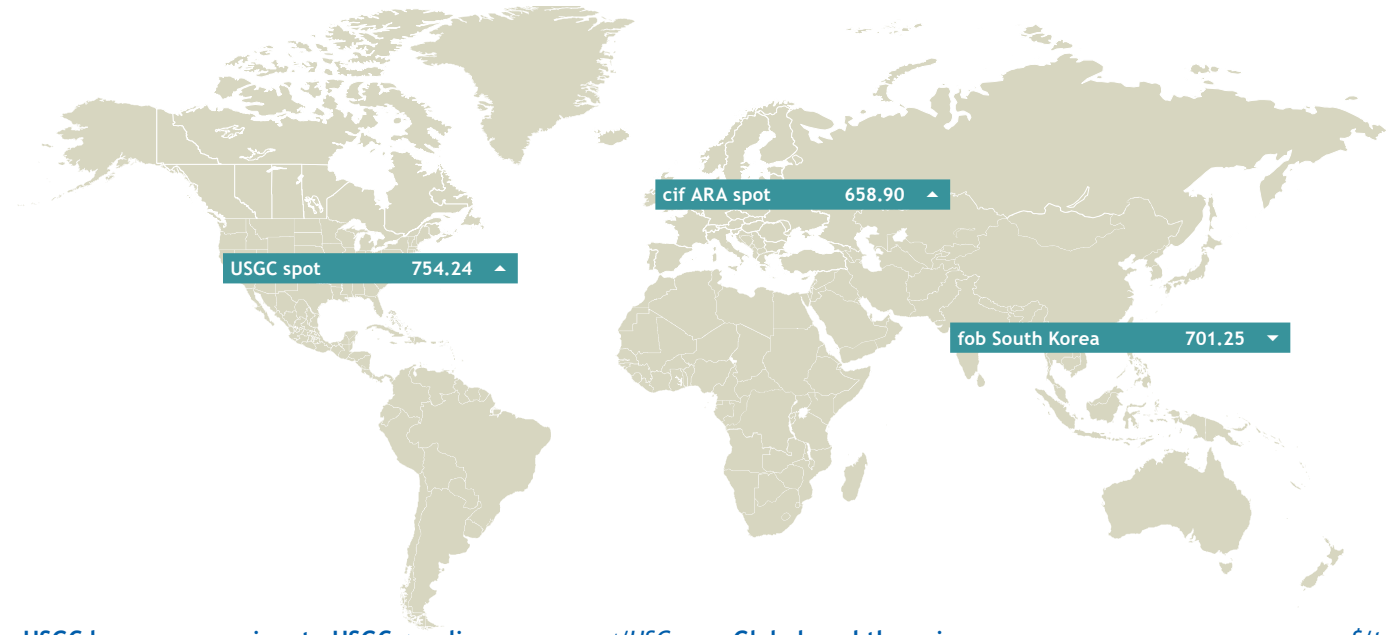 cif ARA spot 658.90 ▲
USGC spot 754.24 ▲
fob South Korea 701.25 ▼